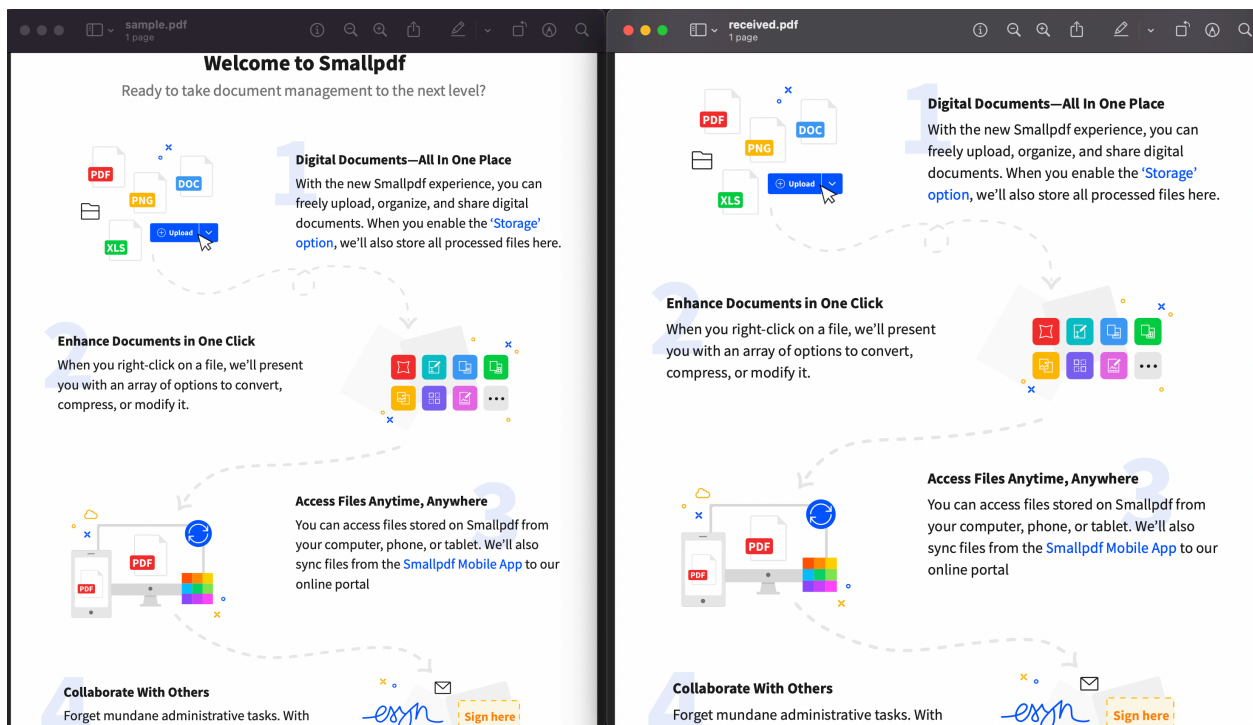 sample.pdf
1 page
Welcome to Smallpdf
Ready to take document management to the next level?
PDF
DOC
PNG
Upload
XLS
1
Digital Documents—All In One Place
With the new Smallpdf experience, you can
freely upload, organize, and share digital
documents. When you enable the ‘Storage’
option, we’ll also store all processed files here.
2
Enhance Documents in One Click
When you right-click on a file, we’ll present
you with an array of options to convert,
compress, or modify it.
3
Access Files Anytime, Anywhere
You can access files stored on Smallpdf from
your computer, phone, or tablet. We’ll also
sync files from the Smallpdf Mobile App to our
online portal
PDF
PDF
4
Collaborate With Others
Forget mundane administrative tasks. With
Sign here
received.pdf
1 page
PDF
DOC
PNG
Upload
XLS
1
Digital Documents—All In One Place
With the new Smallpdf experience, you can
freely upload, organize, and share digital
documents. When you enable the ‘Storage’
option, we’ll also store all processed files here.
2
Enhance Documents in One Click
When you right-click on a file, we’ll present
you with an array of options to convert,
compress, or modify it.
3
Access Files Anytime, Anywhere
You can access files stored on Smallpdf from
your computer, phone, or tablet. We’ll also
sync files from the Smallpdf Mobile App to our
online portal
PDF
PDF
4
Collaborate With Others
Forget mundane administrative tasks. With
Sign here